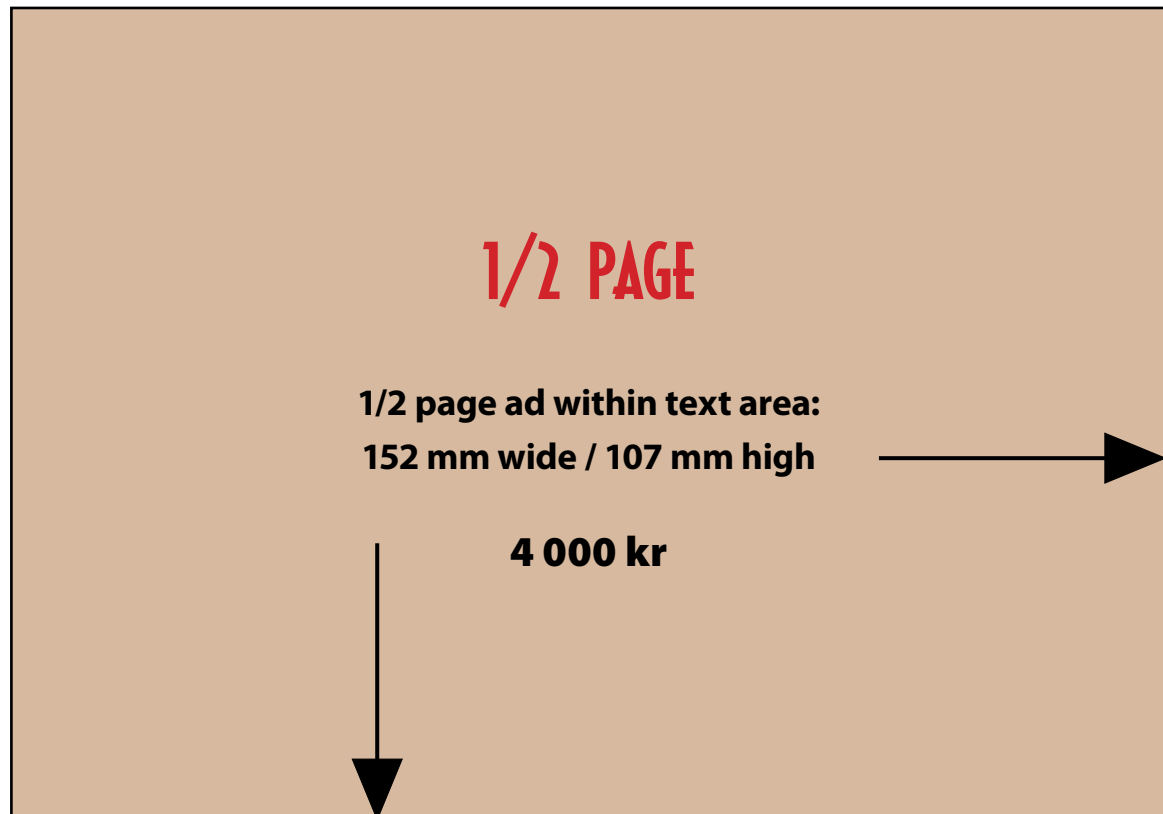 1/2 PAGE
1/2 page ad within text area:
152 mm wide / 107 mm high
4 000 kr